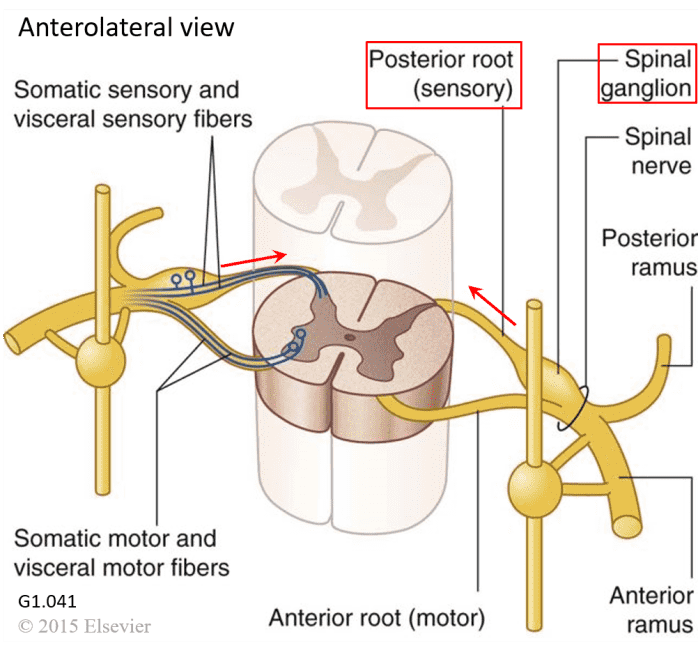 Anterolateral view
Posterior root
(sensory)
Spinal
ganglion
Somatic sensory and
visceral sensory fibers
Spinal
nerve
Posterior
ramus
Somatic motor and
visceral motor fibers
G1.041
© 2015 Elsevier
Anterior root (motor)
Anterior
ramus